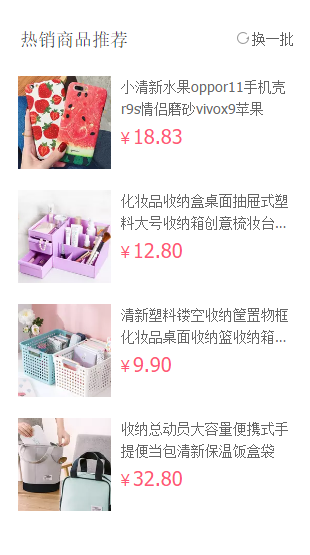 热销商品推荐
换一批
小清新水果oppor11手机壳
r9s情侣磨砂vivox9苹果
¥18.83
化妆品收纳盒桌面抽屉式塑
料大号收纳箱创意梳妆台...
¥12.80
清新塑料镂空收纳筐置物框
化妆品桌面收纳篮收纳箱...
¥9.90
收纳总动员大容量便携式手
提便当包清新保温饭盒袋
¥32.80